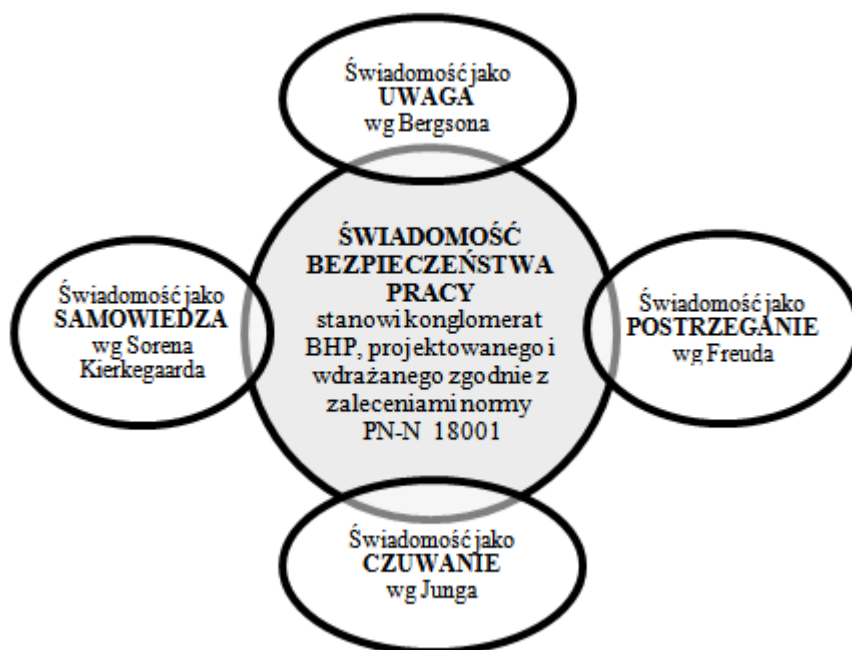 Świadomość jako
UWAGA
wg Bergsona
ŚWIADOMOŚĆ
BEZPIECZEŃSTWA
PRACY
stanowi konglomerat
BHP, projektowanego i
wdrażanego zgodnie z
zaleceniami normy
PN-N 18001
Świadomość jako
SAMOWIEDZA
wg Sorena
Kierkegaarda
Świadomość jako
POSTRZEGANIE
wg Freuda
Świadomość jako
CZUWANIE
wg Junga